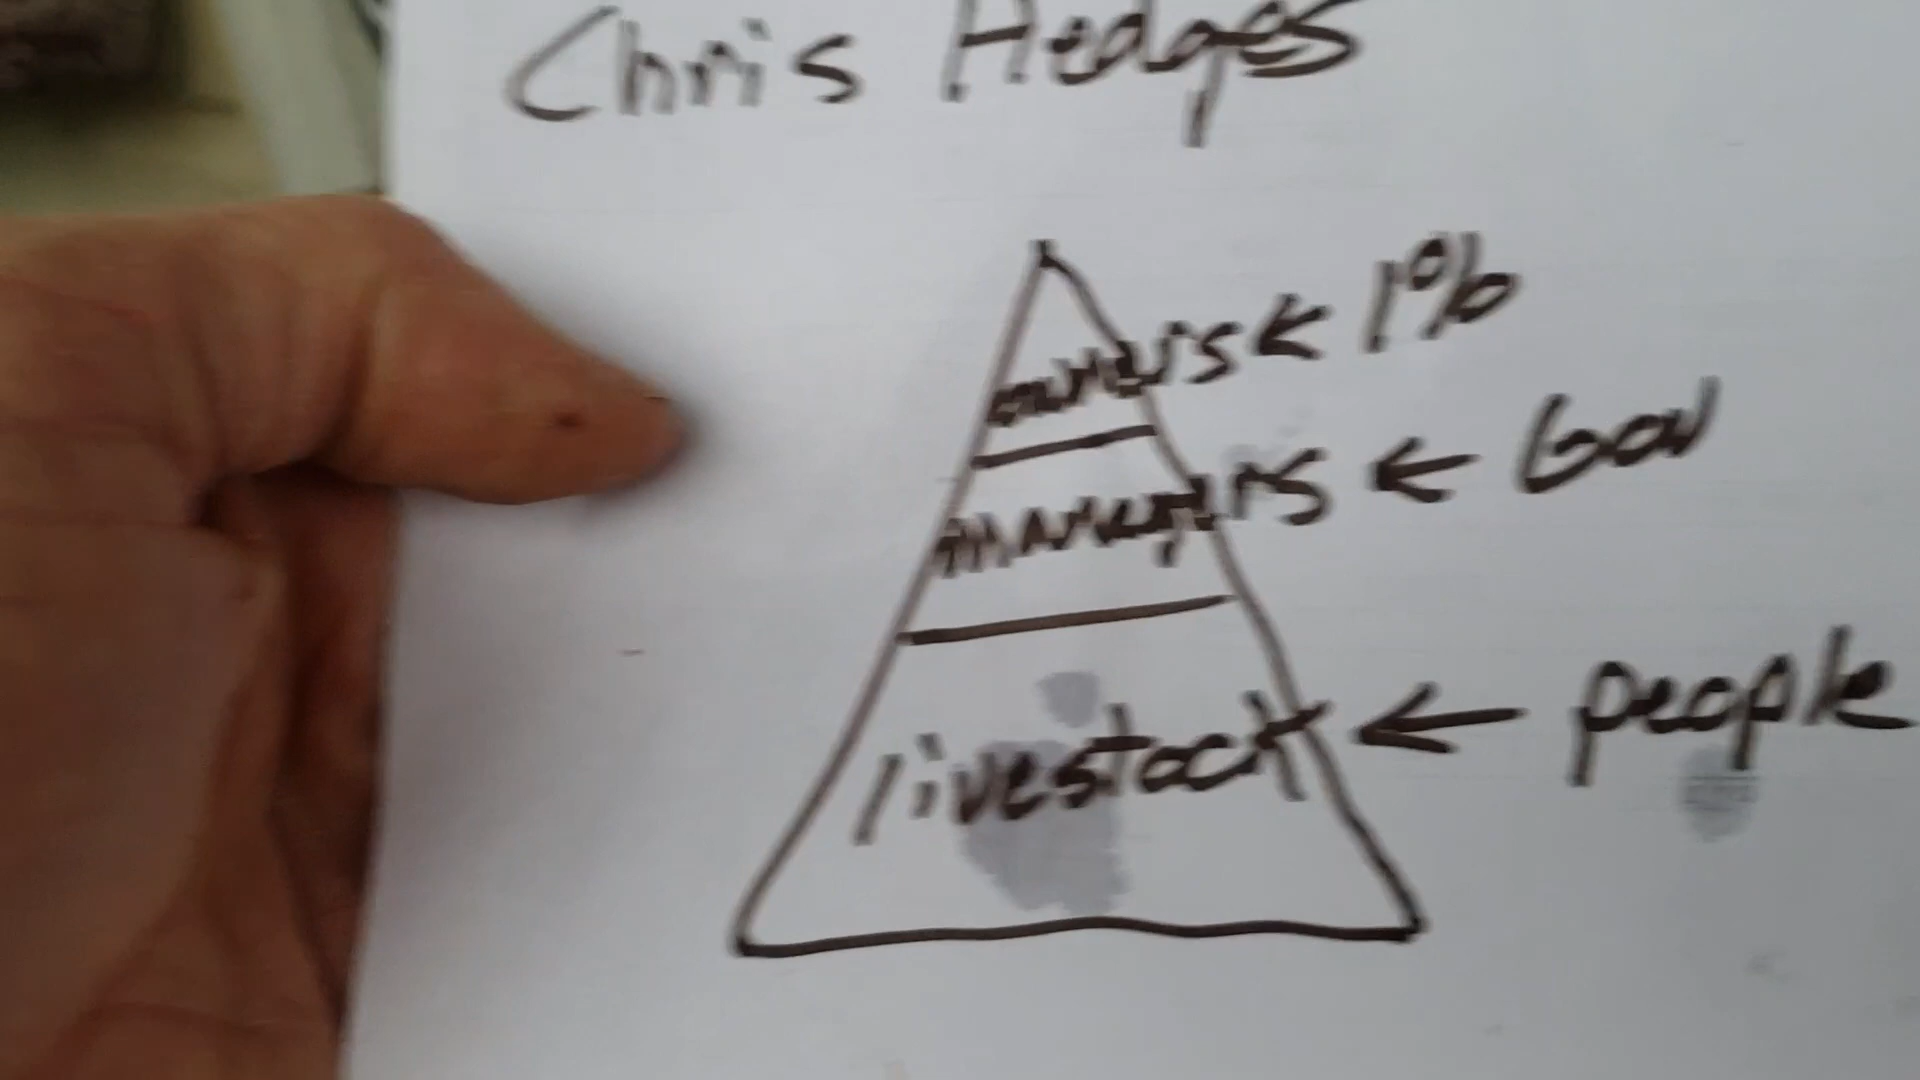 Chris Hedges
owners ← 1%
managers ← Gov
livestock ← people